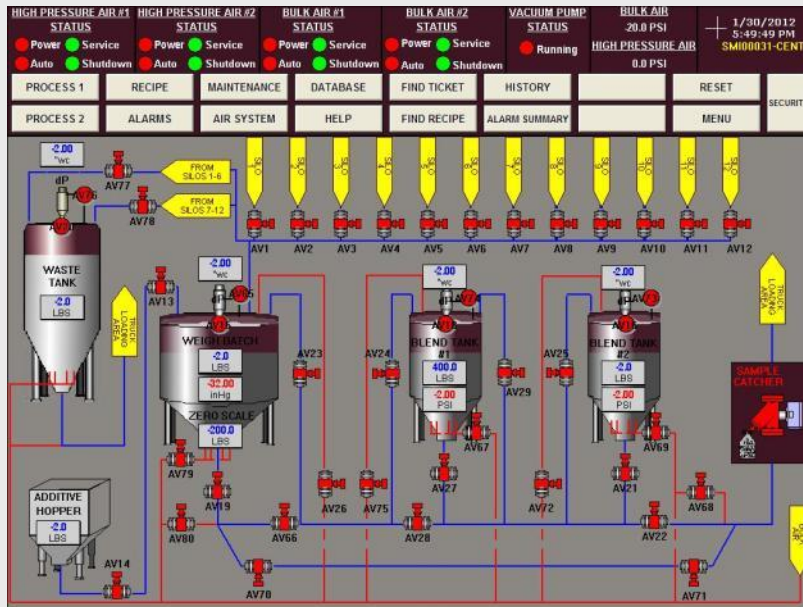 HIGH PRESSURE AIR #1
STATUS
Power Service
Auto Shutdown
HIGH PRESSURE AIR #2
STATUS
Power Service
Auto Shutdown
BULK AIR #1
STATUS
Power Service
Auto Shutdown
BULK AIR #2
STATUS
Power Service
Auto Shutdown
VACUUM PUMP
STATUS
Running
BULK AIR
-20.0 PSI
HIGH PRESSURE AIR
0.0 PSI
1/30/2012
5:49:49 PM
SMI00031-CENT
PROCESS 1 RECIPE MAINTENANCE DATABASE FIND TICKET HISTORY RESET
SECURIT
PROCESS 2 ALARMS AIR SYSTEM HELP FIND RECIPE ALARM SUMMARY MENU
-2.00
"wc
dP
AV76
AV77
FROM
SILOS 1-6
AV78
FROM
SILOS 7-12
SILO
1
SILO
2
SILO
3
SILO
4
SILO
5
SILO
6
SILO
7
SILO
8
SILO
9
SILO
10
SILO
11
SILO
12
AV1 AV2 AV3 AV4 AV5 AV6 AV7 AV8 AV9 AV10 AV11 AV12
WASTE
TANK
-2.0
LBS
TRUCK
LOADING
AREA
AV13
-2.00
"wc
dP
WEIGH BATCH
-2.0
LBS
-32.00
inHg
ZERO SCALE
-200.0
LBS
AV23
AV24
-2.00
"wc
dP
AV74
BLEND TANK
#1
400.0
LBS
-2.00
PSI
AV29
AV25
-2.00
"wc
dP
AV73
BLEND TANK
#2
-2.0
LBS
-2.00
PSI
TRUCK
LOADING
AREA
SAMPLE
CATCHER
AV67
AV69
AV79
AV19
AV26
AV75
AV27
AV72
AV21
AV68
ADDITIVE
HOPPER
-2.0
LBS
AV80
AV66
AV28
AV22
AV14
AV70
AV71
AIR